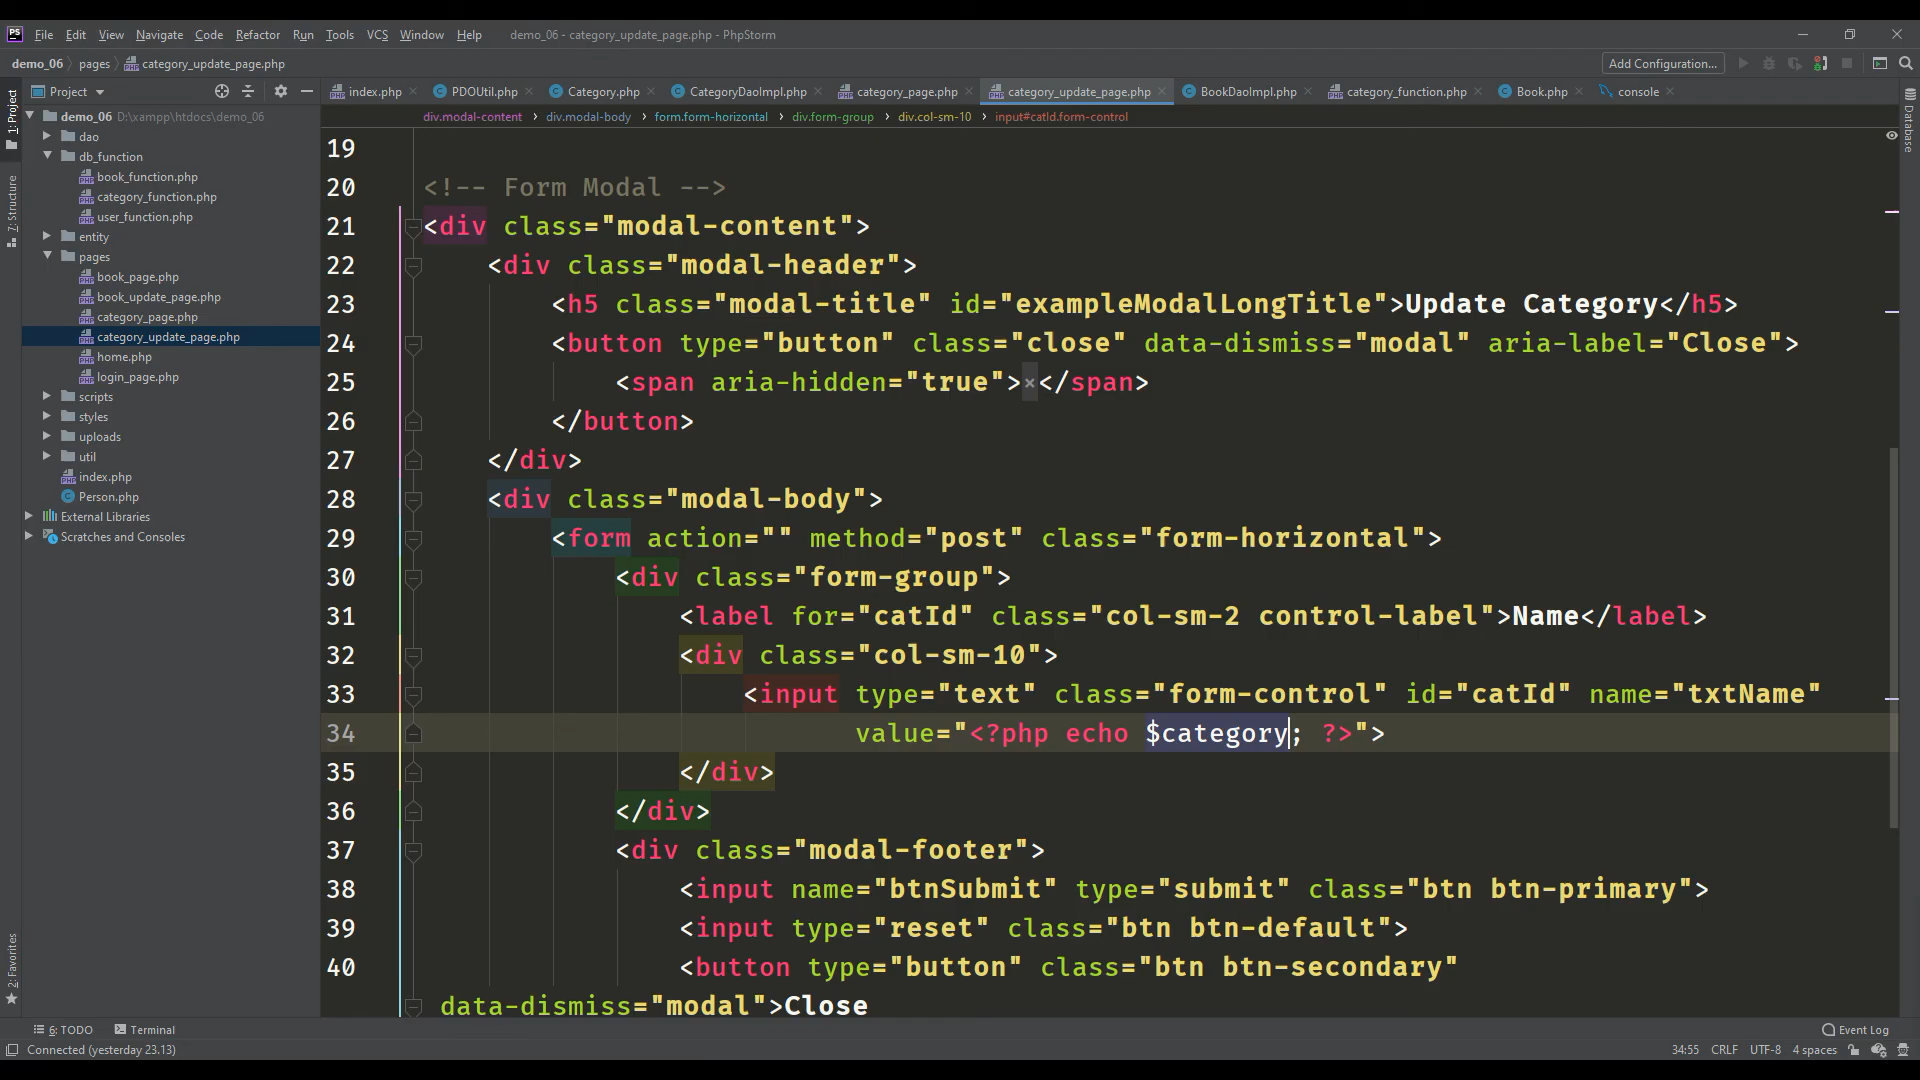 PS File Edit View Navigate Code Refactor Run Tools VCS Window Help demo_06 - category_update_page.php - PhpStorm
demo_06 pages category_update_page.php Add Configuration...
Project index.php PDOUtil.php Category.php CategoryDaoImpl.php category_page.php category_update_page.php BookDaoImpl.php category_function.php Book.php console
div.modal-content div.modal-body form.form-horizontal div.form-group div.col-sm-10 input#catId.form-control
1: Project
7: Structure
2: Favorites
Database
demo_06 D:\xampp\htdocs\demo_06
dao
db_function
book_function.php
category_function.php
user_function.php
entity
pages
book_page.php
book_update_page.php
category_page.php
category_update_page.php
home.php
login_page.php
scripts
styles
uploads
util
index.php
Person.php
External Libraries
Scratches and Consoles
19
20 <!-- Form Modal -->
21 <div class="modal-content">
22 <div class="modal-header">
23 <h5 class="modal-title" id="exampleModalLongTitle">Update Category</h5>
24 <button type="button" class="close" data-dismiss="modal" aria-label="Close">
25 <span aria-hidden="true">×</span>
26 </button>
27 </div>
28 <div class="modal-body">
29 <form action="" method="post" class="form-horizontal">
30 <div class="form-group">
31 <label for="catId" class="col-sm-2 control-label">Name</label>
32 <div class="col-sm-10">
33 <input type="text" class="form-control" id="catId" name="txtName"
34 value="<?php echo $category; ?>">
35 </div>
36 </div>
37 <div class="modal-footer">
38 <input name="btnSubmit" type="submit" class="btn btn-primary">
39 <input type="reset" class="btn btn-default">
40 <button type="button" class="btn btn-secondary"
data-dismiss="modal">Close
6: TODO Terminal Event Log
Connected (yesterday 23.13) 34:55 CRLF UTF-8 4 spaces